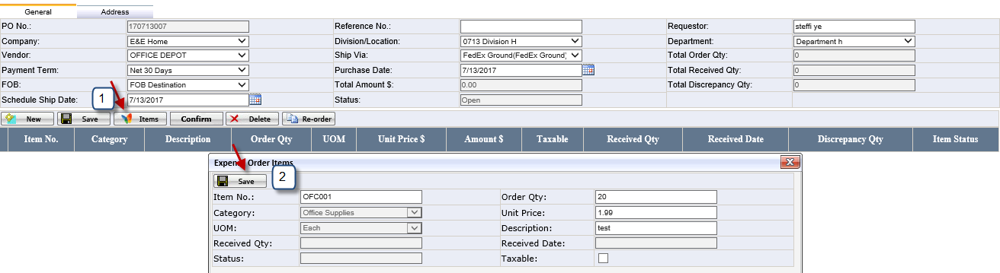 General Address
PO No.: 170713007 Reference No.: Requestor: steffi ye
Company: E&E Home Division/Location: 0713 Division H Department: Department h
Vendor: OFFICE DEPOT Ship Via: FedEx Ground(FedEx Ground) Total Order Qty: 0
Payment Term: Net 30 Days Purchase Date: 7/13/2017 Total Received Qty: 0
FOB: FOB Destination Total Amount $: 0.00 Total Discrepancy Qty: 0
Schedule Ship Date: 7/13/2017 Status: Open
1
New Save Items Confirm Delete Re-order
Item No. Category Description Order Qty UOM Unit Price $ Amount $ Taxable Received Qty Received Date Discrepancy Qty Item Status
Order Items
2
Save
Item No.: OFC001 Order Qty: 20
Category: Office Supplies Unit Price: 1.99
UOM: Each Description: test
Received Qty: Received Date:
Status: Taxable: